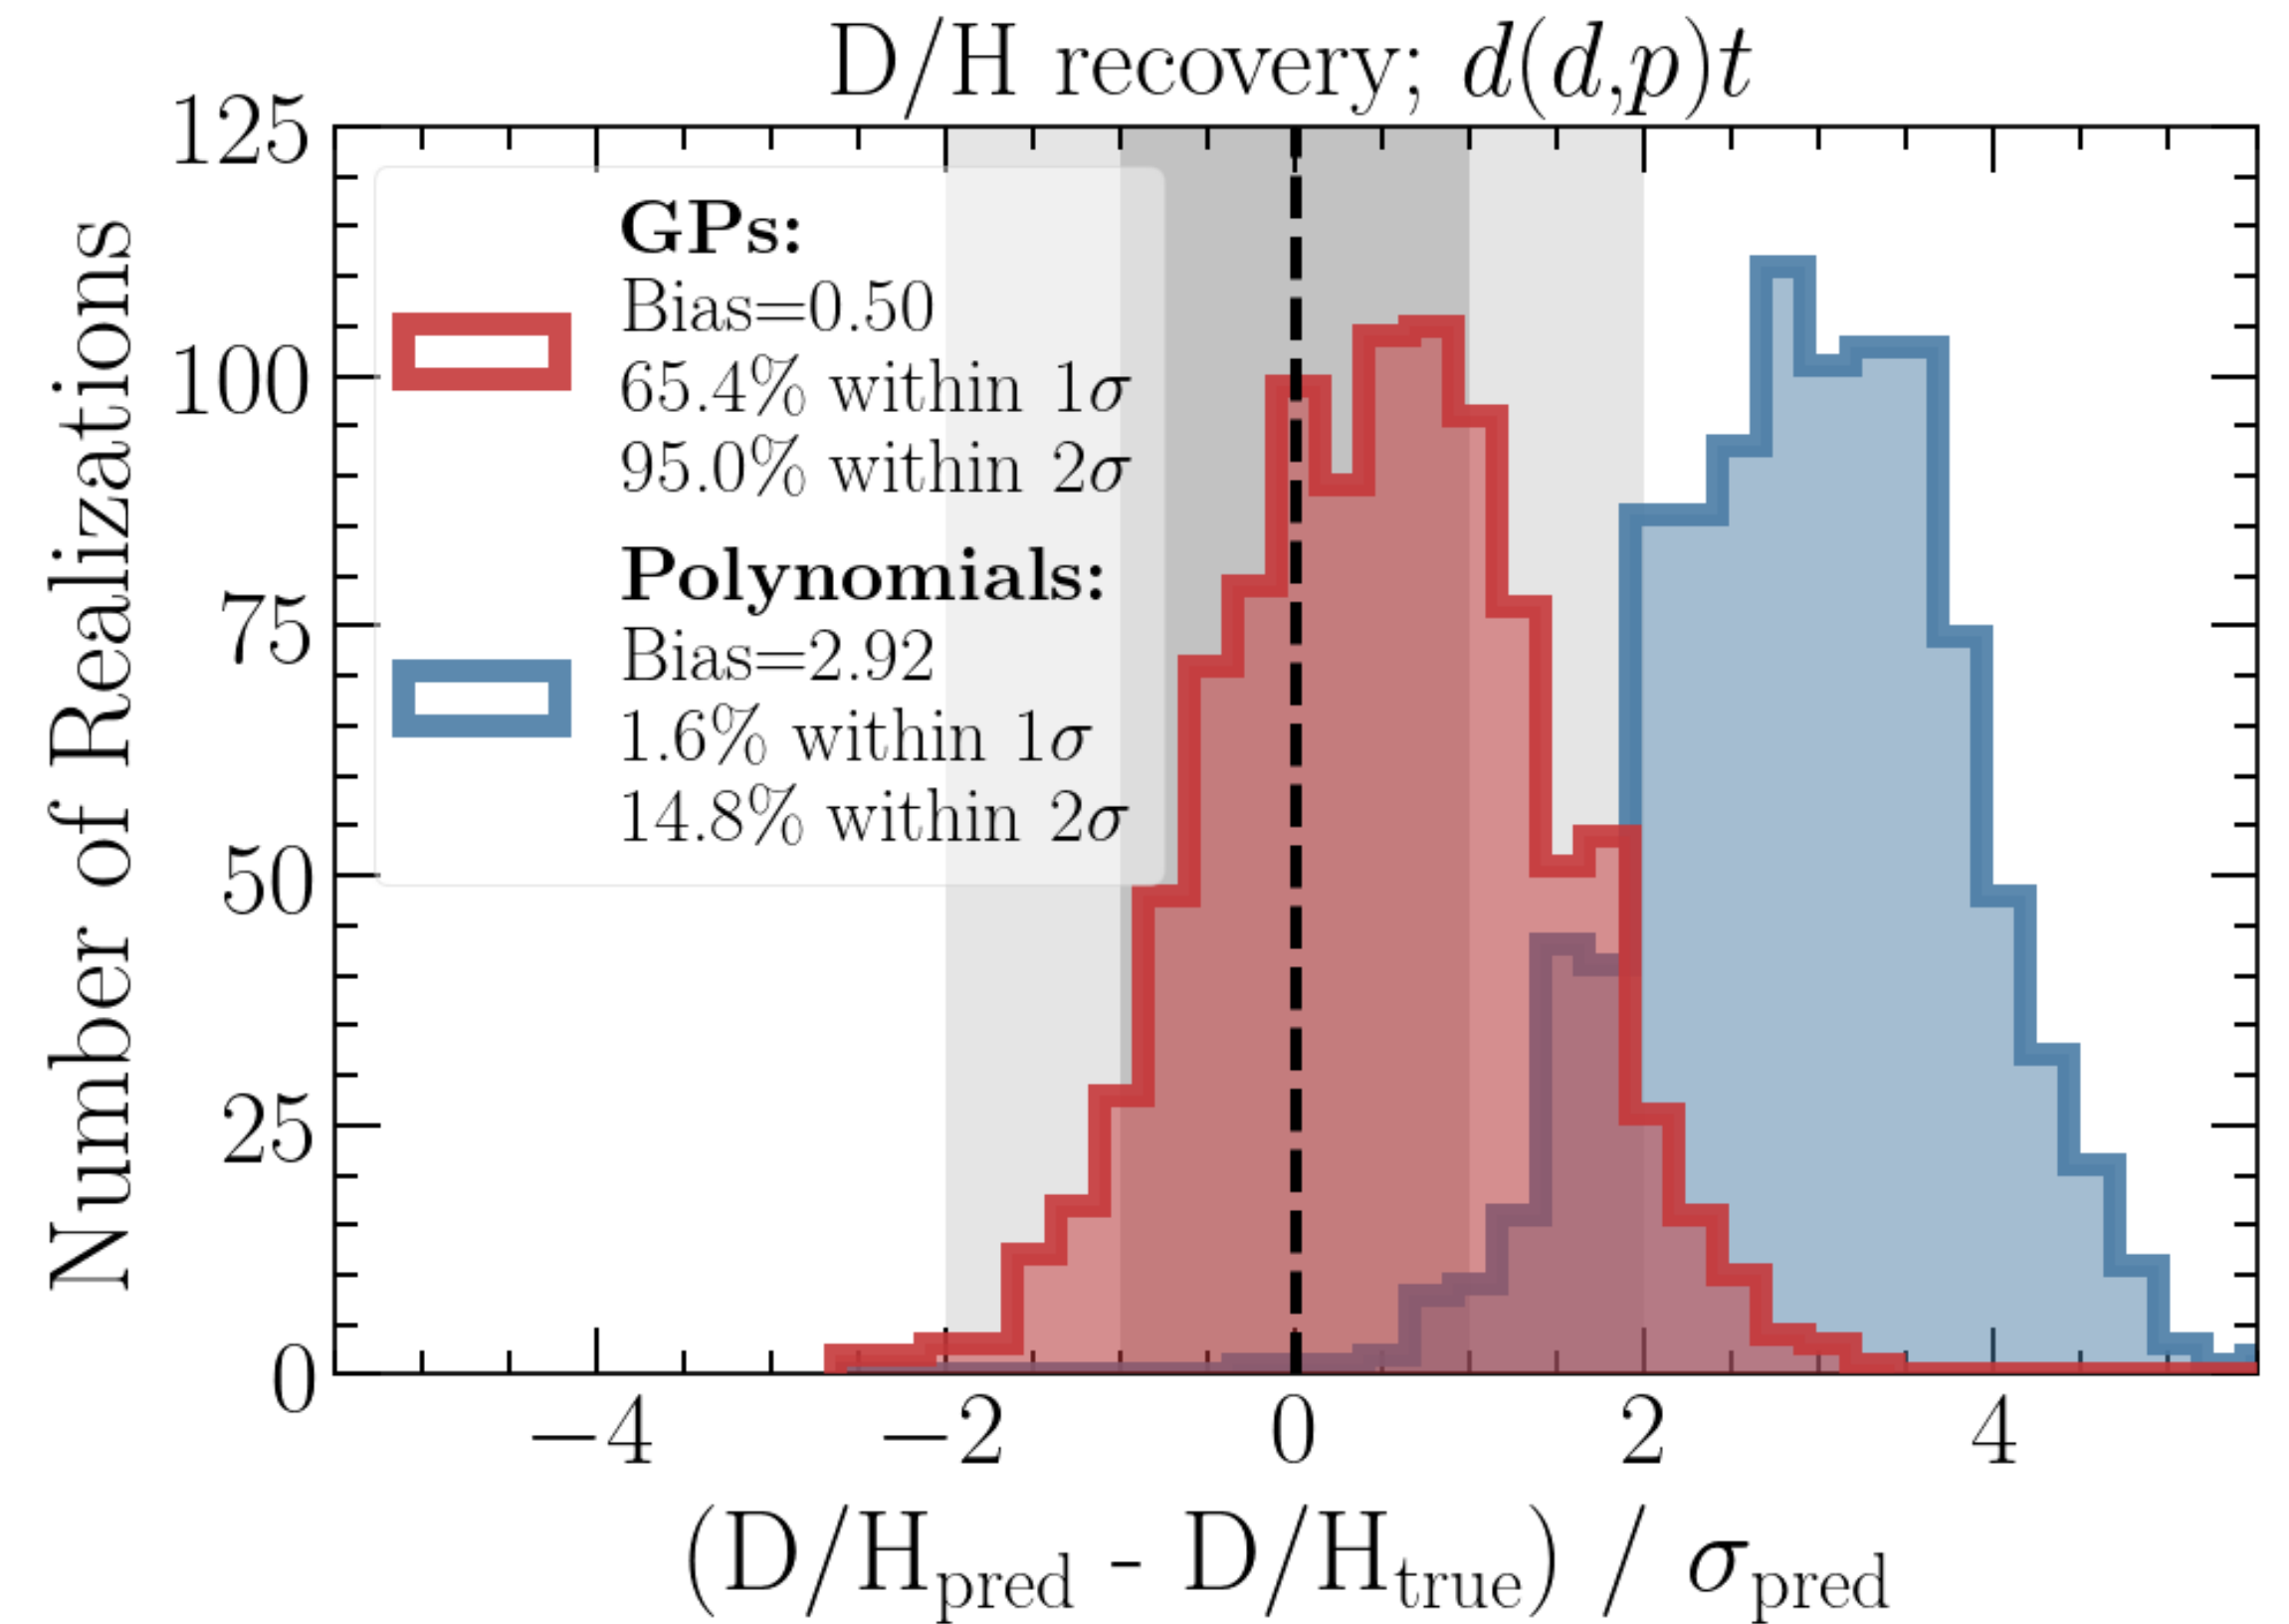 D/H recovery; d(d,p)t
Number of Realizations
125
100
75
50
25
0
GPs:
Bias=0.50
65.4% within 1σ
95.0% within 2σ
Polynomials:
Bias=2.92
1.6% within 1σ
14.8% within 2σ
−4 −2 0 2 4
(D/Hpred - D/Htrue) / σpred